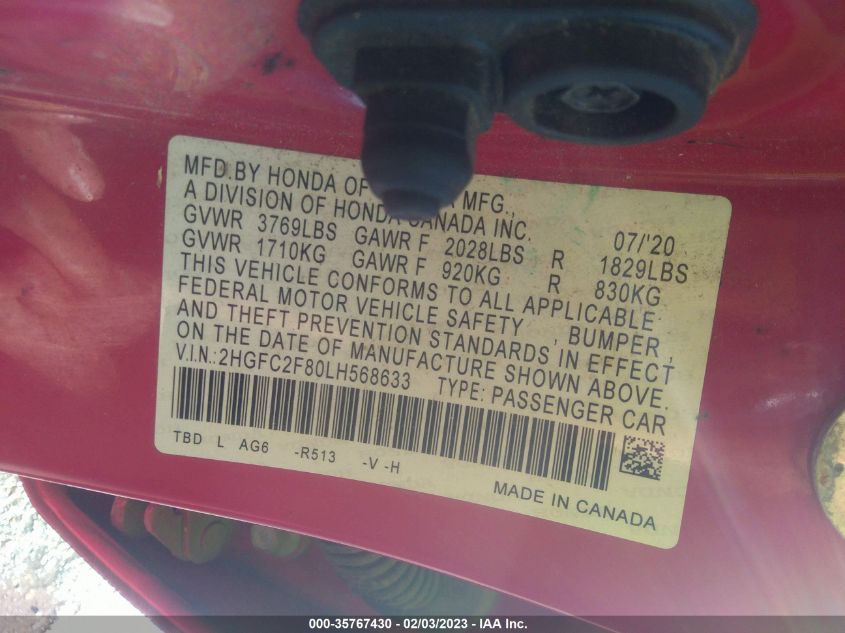 MFD.BY HONDA OF MFG.,
A DIVISION OF HONDA CANADA INC. 07/'20
GVWR 3769LBS GAWR F 2028LBS R 1829LBS
GVWR 1710KG GAWR F 920KG R 830KG
THIS VEHICLE CONFORMS TO ALL APPLICABLE
FEDERAL MOTOR VEHICLE SAFETY , BUMPER ,
AND THEFT PREVENTION STANDARDS IN EFFECT
ON THE DATE OF MANUFACTURE SHOWN ABOVE.
V.I.N.:2HGFC2F80LH568633 TYPE: PASSENGER CAR
TBD L AG6 -R513 -V -H
MADE IN CANADA
000-35767430 - 02/03/2023 - IAA Inc.